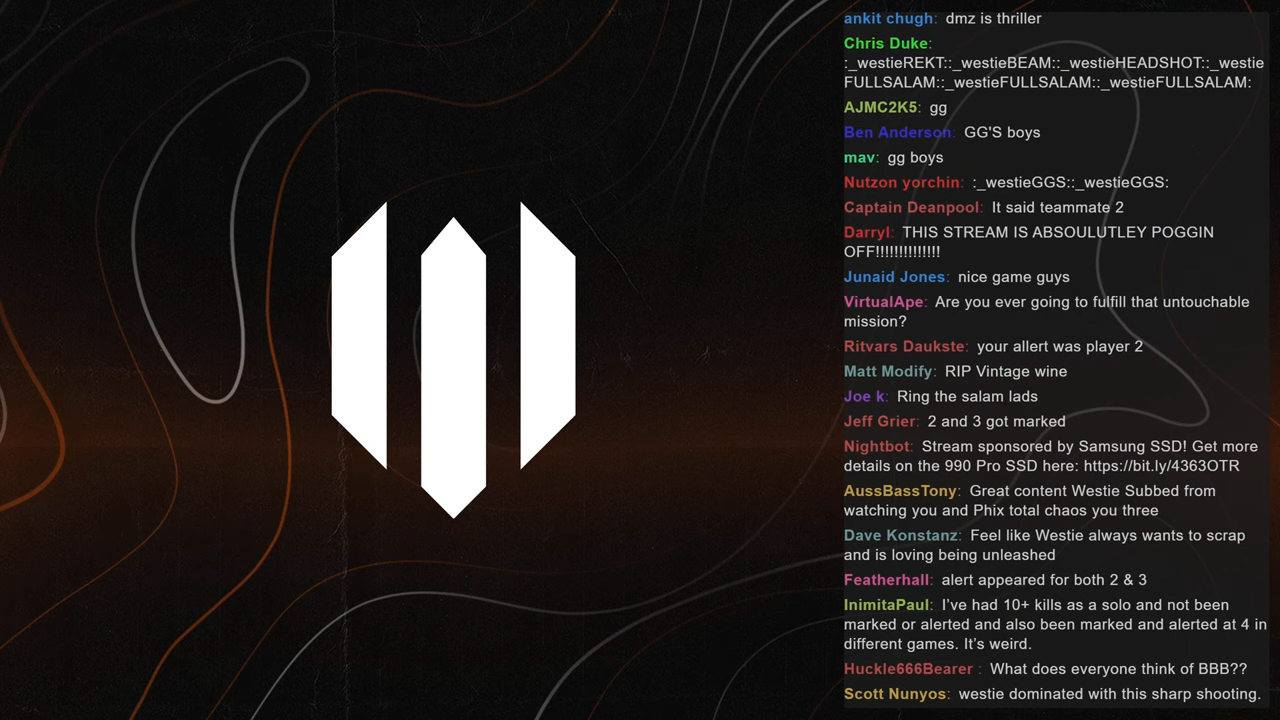 ankit chugh: dmz is thriller
Chris Duke:
:_westieREKT::_westieBEAM::_westieHEADSHOT::_westie
FULLSALAM::_westieFULLSALAM::_westieFULLSALAM:
AJMC2K5: gg
Ben Anderson: GG'S boys
mav: gg boys
Nutzon yorchin: :_westieGGS::_westieGGS:
Captain Deanpool: It said teammate 2
Darryl: THIS STREAM IS ABSOULUTLEY POGGIN
OFF!!!!!!!!!!!!!!
Junaid Jones: nice game guys
VirtualApe: Are you ever going to fulfill that untouchable
mission?
Ritvars Daukste: your allert was player 2
Matt Modify: RIP Vintage wine
Joe k: Ring the salam lads
Jeff Grier: 2 and 3 got marked
Nightbot: Stream sponsored by Samsung SSD! Get more
details on the 990 Pro SSD here: https://bit.ly/4363OTR
AussBassTony: Great content Westie Subbed from
watching you and Phix total chaos you three
Dave Konstanz: Feel like Westie always wants to scrap
and is loving being unleashed
Featherhall: alert appeared for both 2 & 3
InimitaPaul: I’ve had 10+ kills as a solo and not been
marked or alerted and also been marked and alerted at 4 in
different games. It’s weird.
Huckle666Bearer : What does everyone think of BBB??
Scott Nunyos: westie dominated with this sharp shooting.